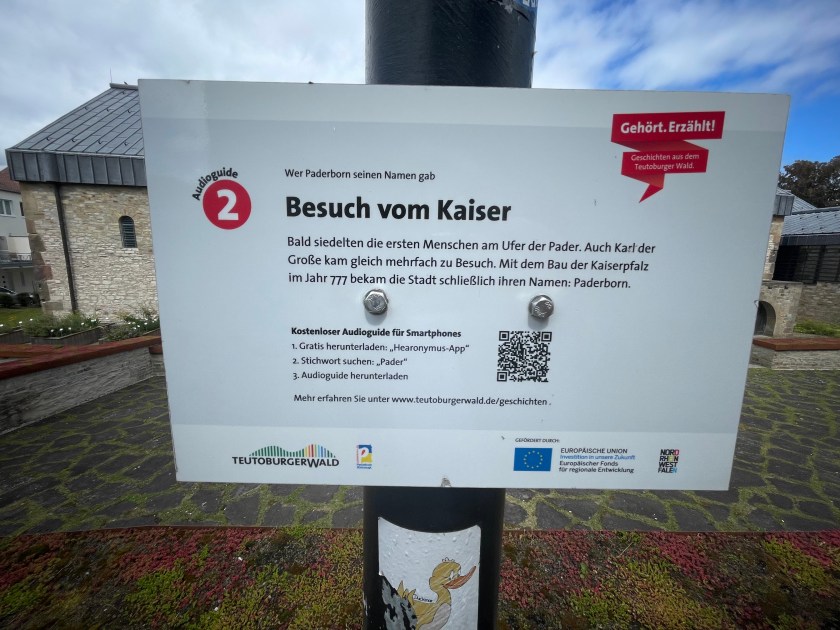 Audioguide
2
Gehört. Erzählt!
Geschichten aus dem
Teutoburger Wald.
Wer Paderborn seinen Namen gab
Besuch vom Kaiser
Bald siedelten die ersten Menschen am Ufer der Pader. Auch Karl der
Große kam gleich mehrfach zu Besuch. Mit dem Bau der Kaiserpfalz
im Jahr 777 bekam die Stadt schließlich ihren Namen: Paderborn.
Kostenloser Audioguide für Smartphones
1. Gratis herunterladen: „Hearonymus-App“
2. Stichwort suchen: „Pader“
3. Audioguide herunterladen
Mehr erfahren Sie unter www.teutoburgerwald.de/geschichten.
TEUTOBURGERWALD
GEFÖRDERT DURCH:
EUROPÄISCHE UNION
Investition in unsere Zukunft
Europäischer Fonds
für regionale Entwicklung
NORD
RHEIN
WEST
FALEN